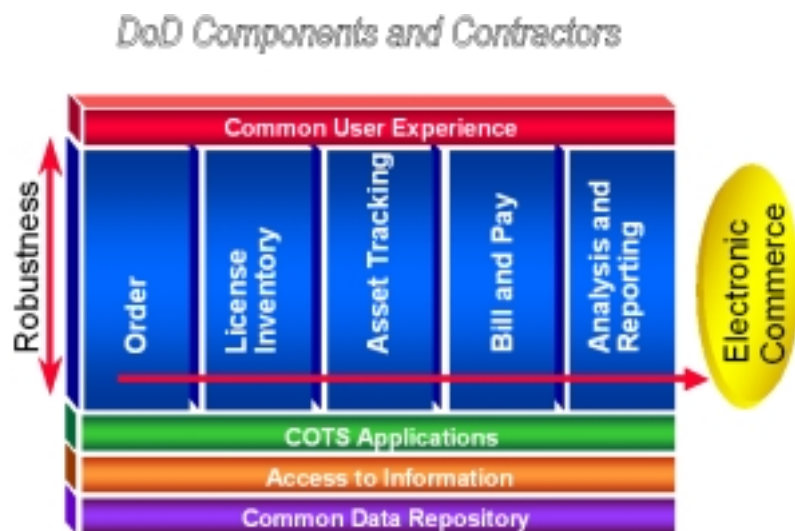 DoD Components and Contractors
Common User Experience
Robustness
Order
License
Inventory
Asset Tracking
Bill and Pay
Analysis and
Reporting
Electronic
Commerce
COTS Applications
Access to Information
Common Data Repository